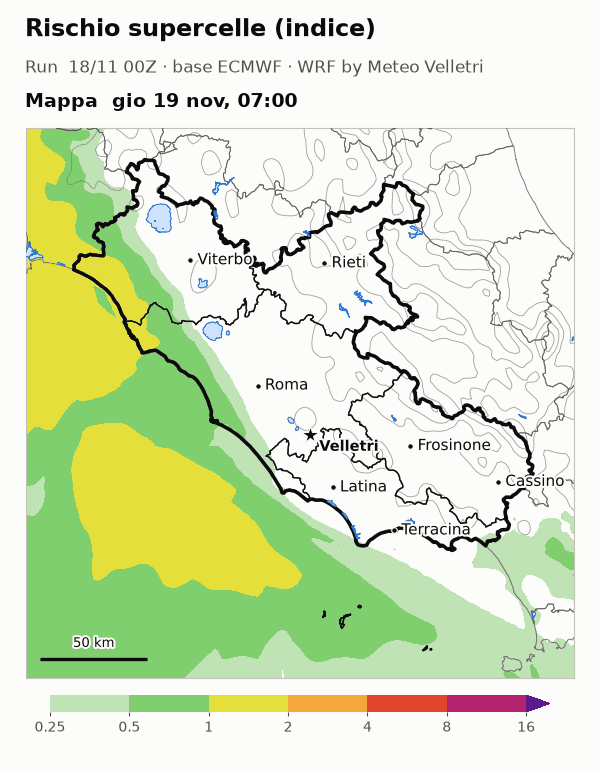 Rischio supercelle (indice)
Run  18/11 00Z · base ECMWF · WRF by Meteo Velletri
Mappa  gio 19 nov, 07:00
Viterbo
Rieti
Roma
Velletri
Frosinone
Latina
Cassino
Terracina
50 km
0.25 0.5 1 2 4 8 16